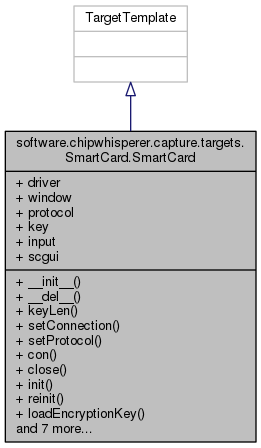 TargetTemplate
software.chipwhisperer.capture.targets.
SmartCard.SmartCard
+ driver
+ window
+ protocol
+ key
+ input
+ scgui
+ __init__()
+ __del__()
+ keyLen()
+ setConnection()
+ setProtocol()
+ con()
+ close()
+ init()
+ reinit()
+ loadEncryptionKey()
and 7 more...